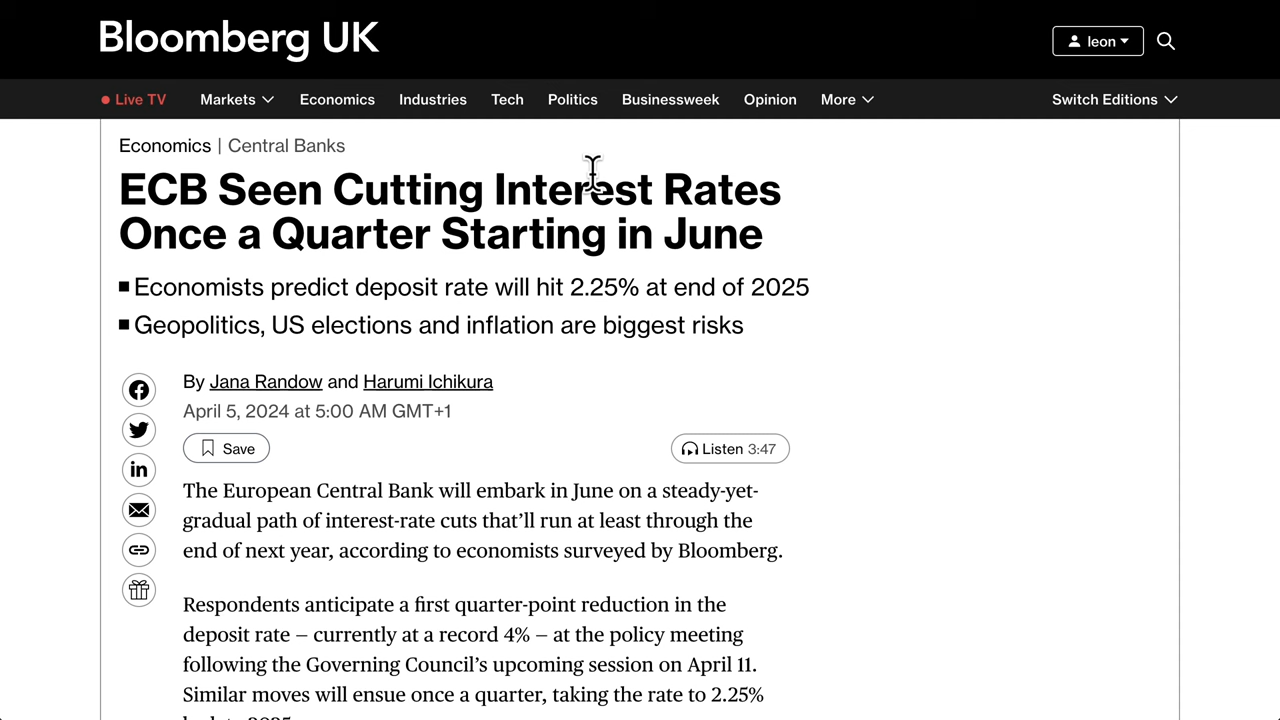 Bloomberg UK
leon
Live TV
Markets
Economics
Industries
Tech
Politics
Businessweek
Opinion
More
Switch Editions
Economics | Central Banks
ECB Seen Cutting Interest Rates
Once a Quarter Starting in June
■ Economists predict deposit rate will hit 2.25% at end of 2025
■ Geopolitics, US elections and inflation are biggest risks
By Jana Randow and Harumi Ichikura
April 5, 2024 at 5:00 AM GMT+1
Save
Listen 3:47
The European Central Bank will embark in June on a steady-yet-
gradual path of interest-rate cuts that’ll run at least through the
end of next year, according to economists surveyed by Bloomberg.
Respondents anticipate a first quarter-point reduction in the
deposit rate — currently at a record 4% — at the policy meeting
following the Governing Council’s upcoming session on April 11.
Similar moves will ensue once a quarter, taking the rate to 2.25%